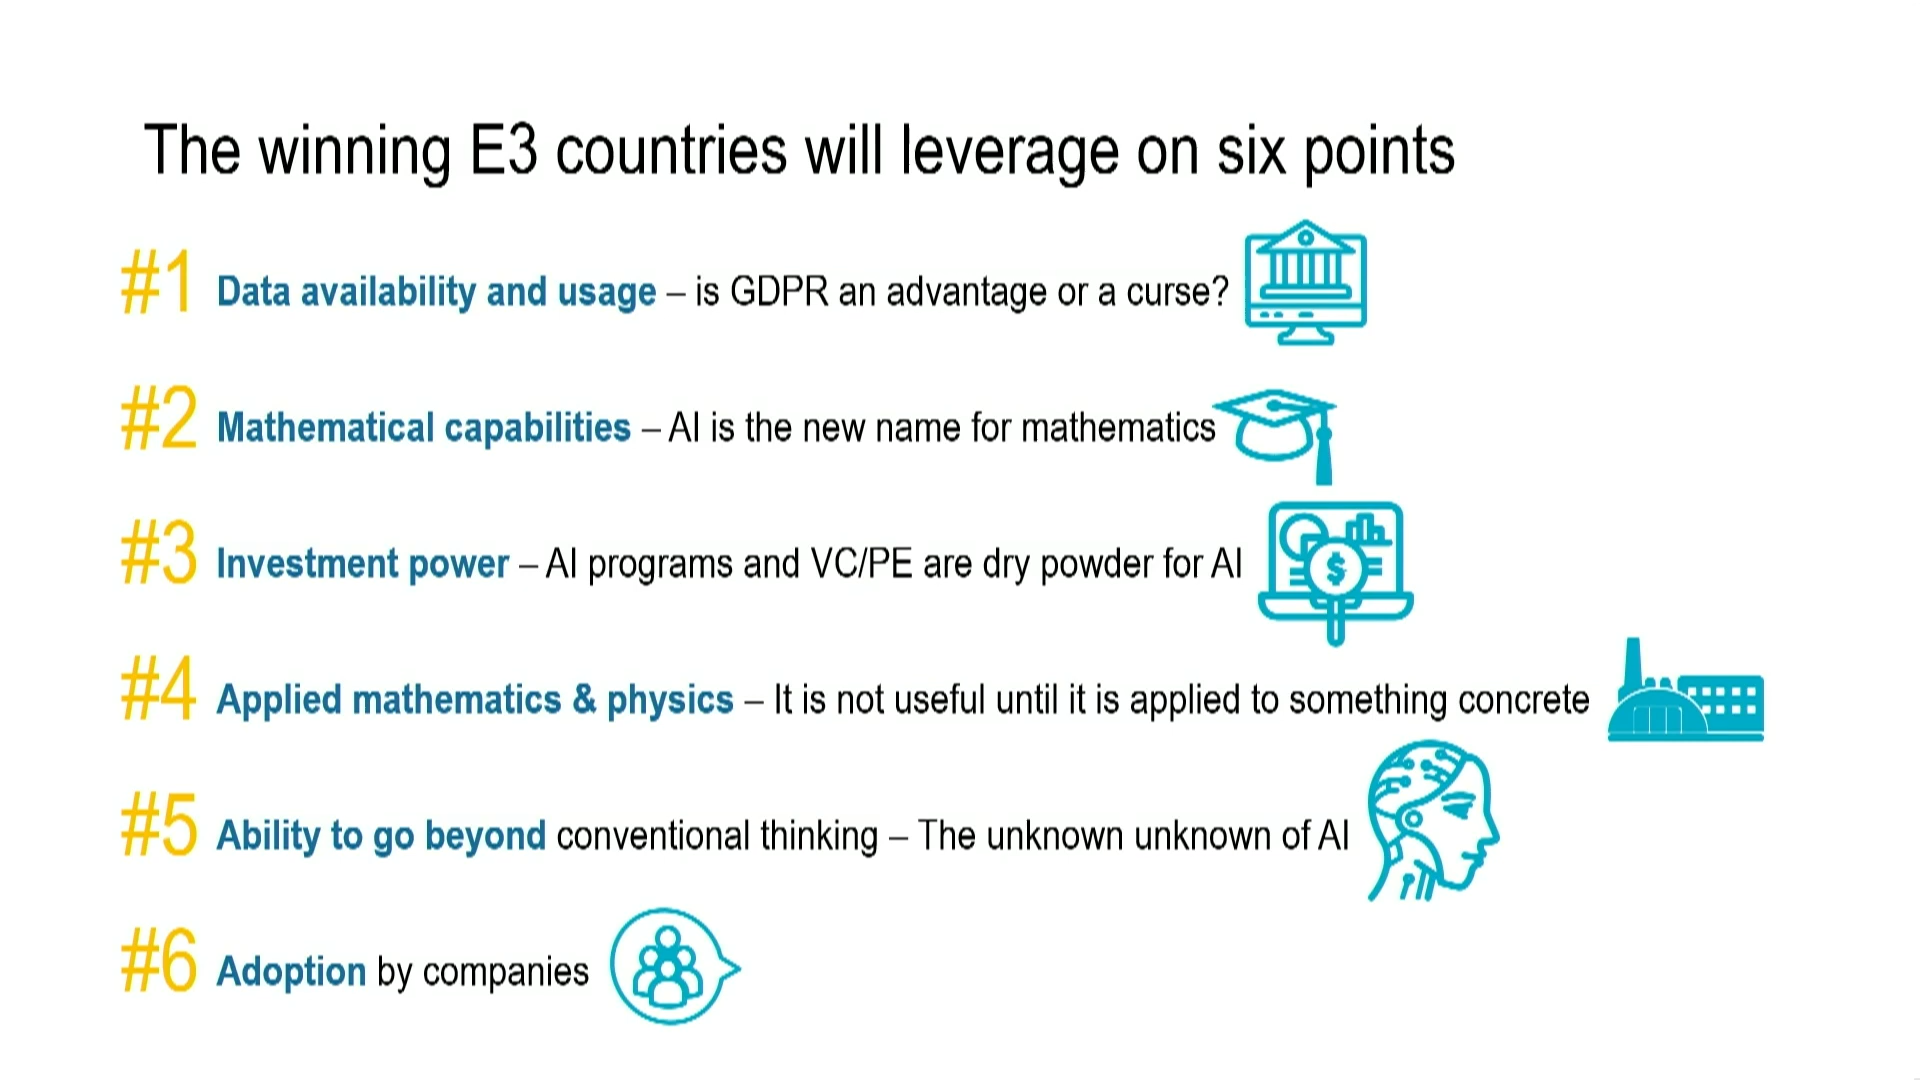 The winning E3 countries will leverage on six points
#1 Data availability and usage – is GDPR an advantage or a curse?
#2 Mathematical capabilities – AI is the new name for mathematics
#3 Investment power – AI programs and VC/PE are dry powder for AI
$
#4 Applied mathematics & physics – It is not useful until it is applied to something concrete
#5 Ability to go beyond conventional thinking – The unknown unknown of AI
#6 Adoption by companies